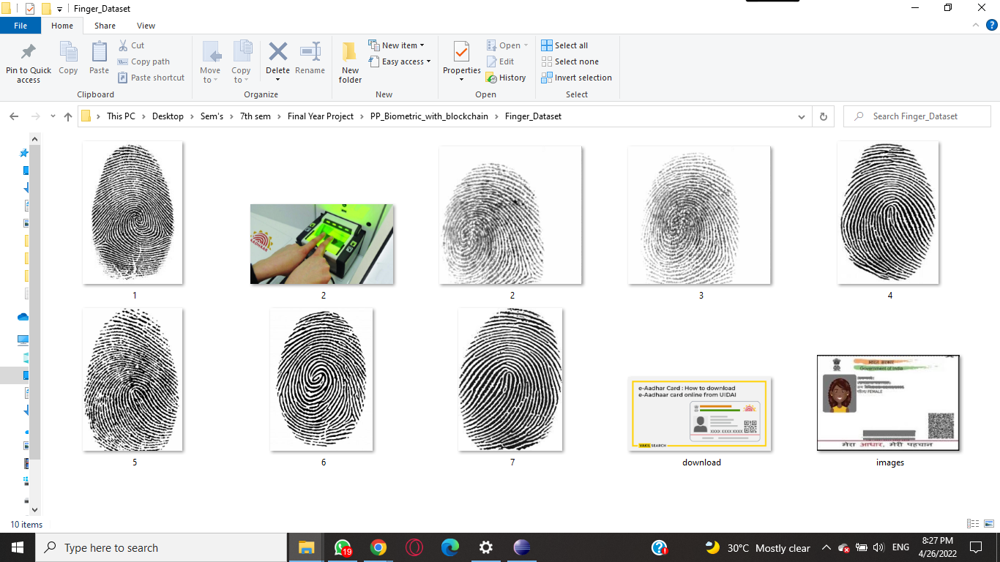 Finger_Dataset
File
Home
Share
View
Pin to Quick
access
Copy
Paste
Cut
Copy path
Paste shortcut
Clipboard
Move
to
Copy
to
Delete
Rename
Organize
New
folder
New item
Easy access
New
Properties
Open
Edit
History
Open
Select all
Select none
Invert selection
Select
This PC
Desktop
Sem's
7th sem
Final Year Project
PP_Biometric_with_blockchain
Finger_Dataset
Search Finger_Dataset
AADHAAR
1
2
2
3
4
e-Aadhar Card : How to download
e-Aadhaar card online from UIDAI
XXXX XXXX XXXX
VAKILSEARCH
भारत सरकार
Government of India
महिला/ FEMALE
मेरा आधार, मेरी पहचान
5
6
7
download
images
10 items
Type here to search
19
30°C Mostly clear
ENG
8:27 PM
4/26/2022